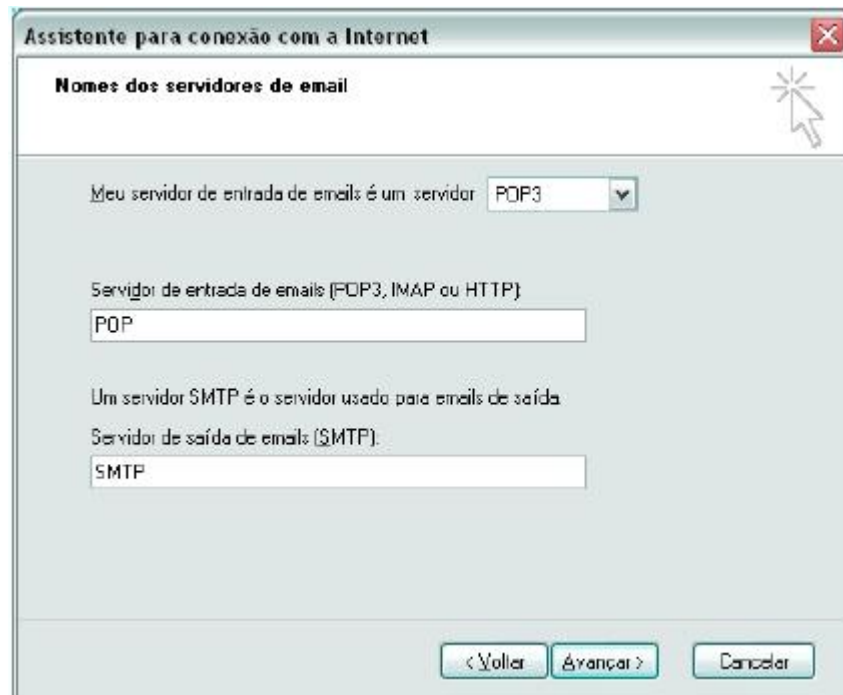 Assistente para conexão com a Internet
Nomes dos servidores de email
Meu servidor de entrada de emails é um servidor POP3
Servidor de entrada de emails (POP3, IMAP ou HTTP):
POP
Um servidor SMTP é o servidor usado para emails de saída.
Servidor de saída de emails (SMTP):
SMTP
< Voltar Avançar > Cancelar